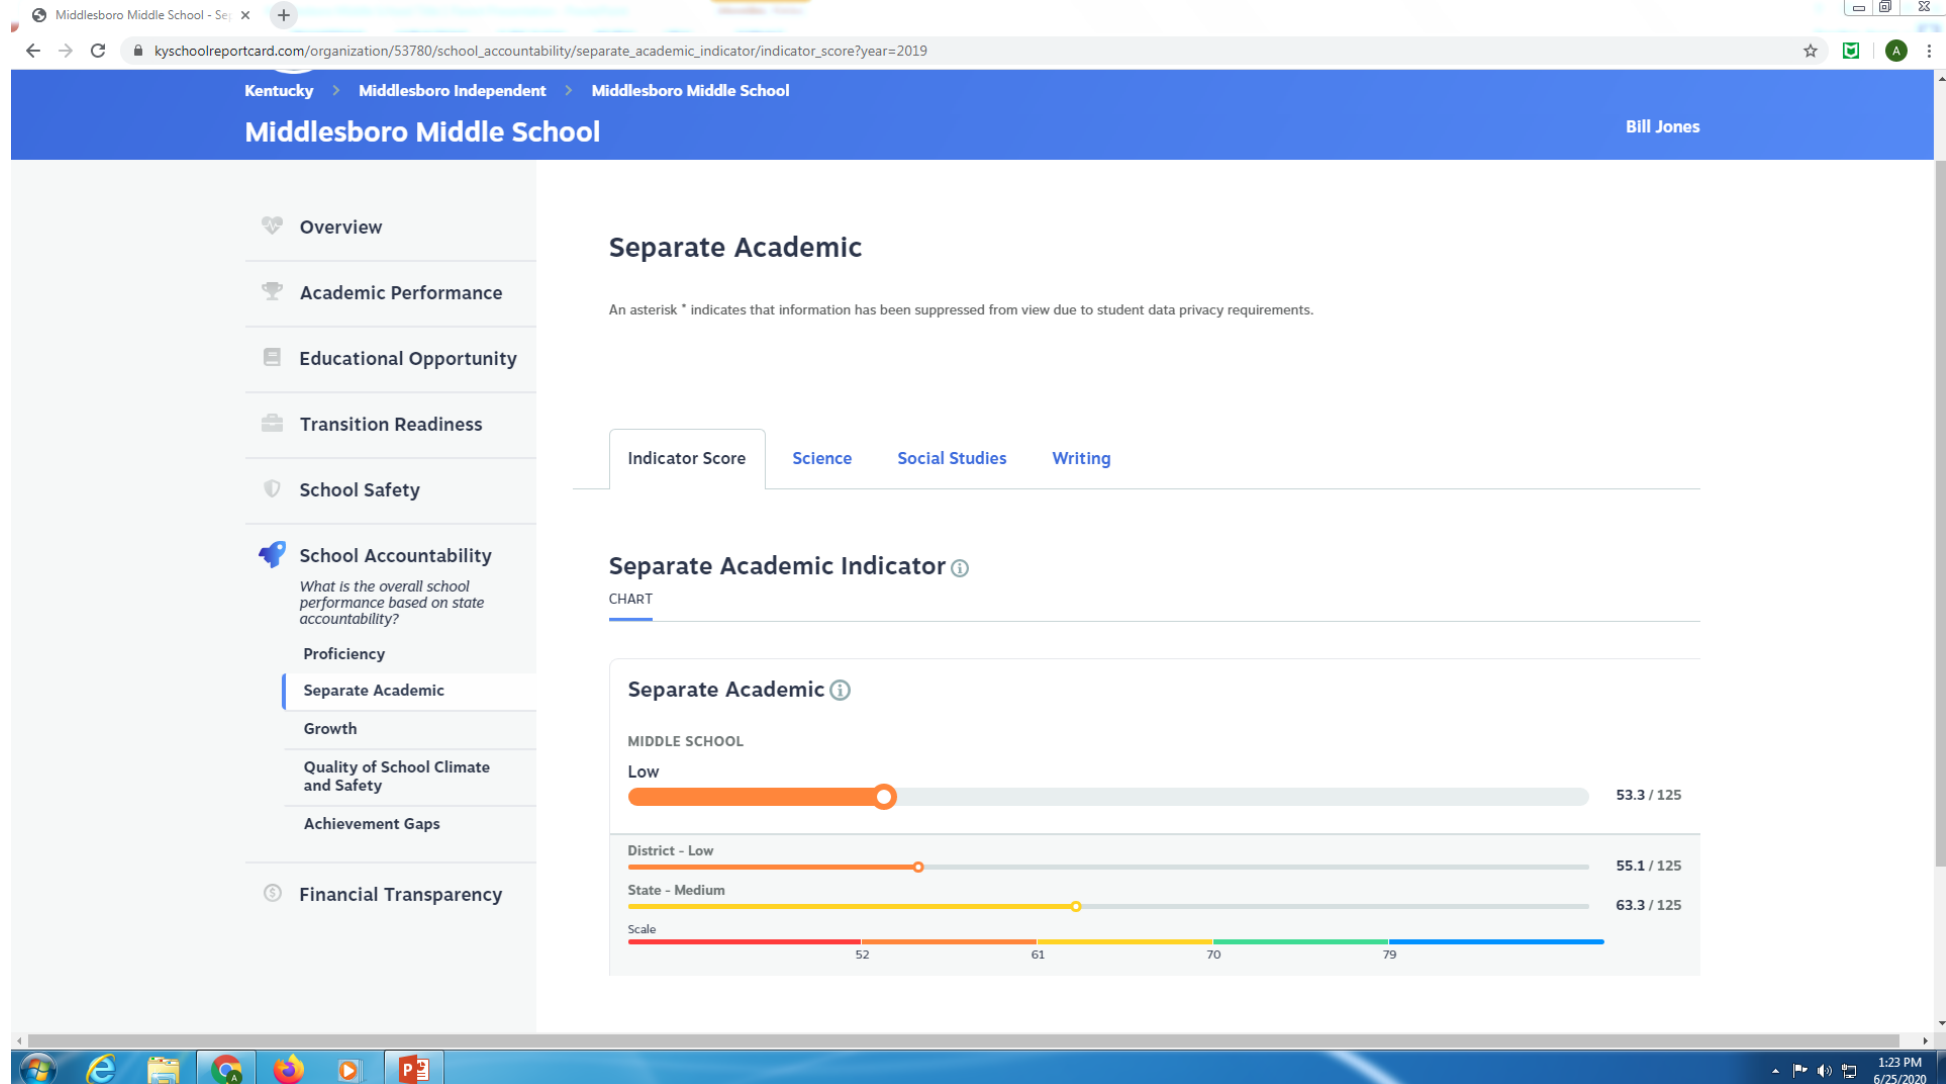 Middlesboro Middle School - Se
kyschoolreportcard.com/organization/53780/school_accountability/separate_academic_indicator/indicator_score?year=2019
A
Kentucky > Middlesboro Independent > Middlesboro Middle School
Middlesboro Middle School
Bill Jones
Overview
Academic Performance
Educational Opportunity
Transition Readiness
School Safety
School Accountability
What is the overall school
performance based on state
accountability?
Proficiency
Separate Academic
Growth
Quality of School Climate
and Safety
Achievement Gaps
Financial Transparency
Separate Academic
An asterisk * indicates that information has been suppressed from view due to student data privacy requirements.
Indicator Score Science Social Studies Writing
Separate Academic Indicator
CHART
Separate Academic
MIDDLE SCHOOL
Low
53.3 / 125
District - Low
55.1 / 125
State - Medium
63.3 / 125
Scale
52 61 70 79
1:23 PM
6/25/2020